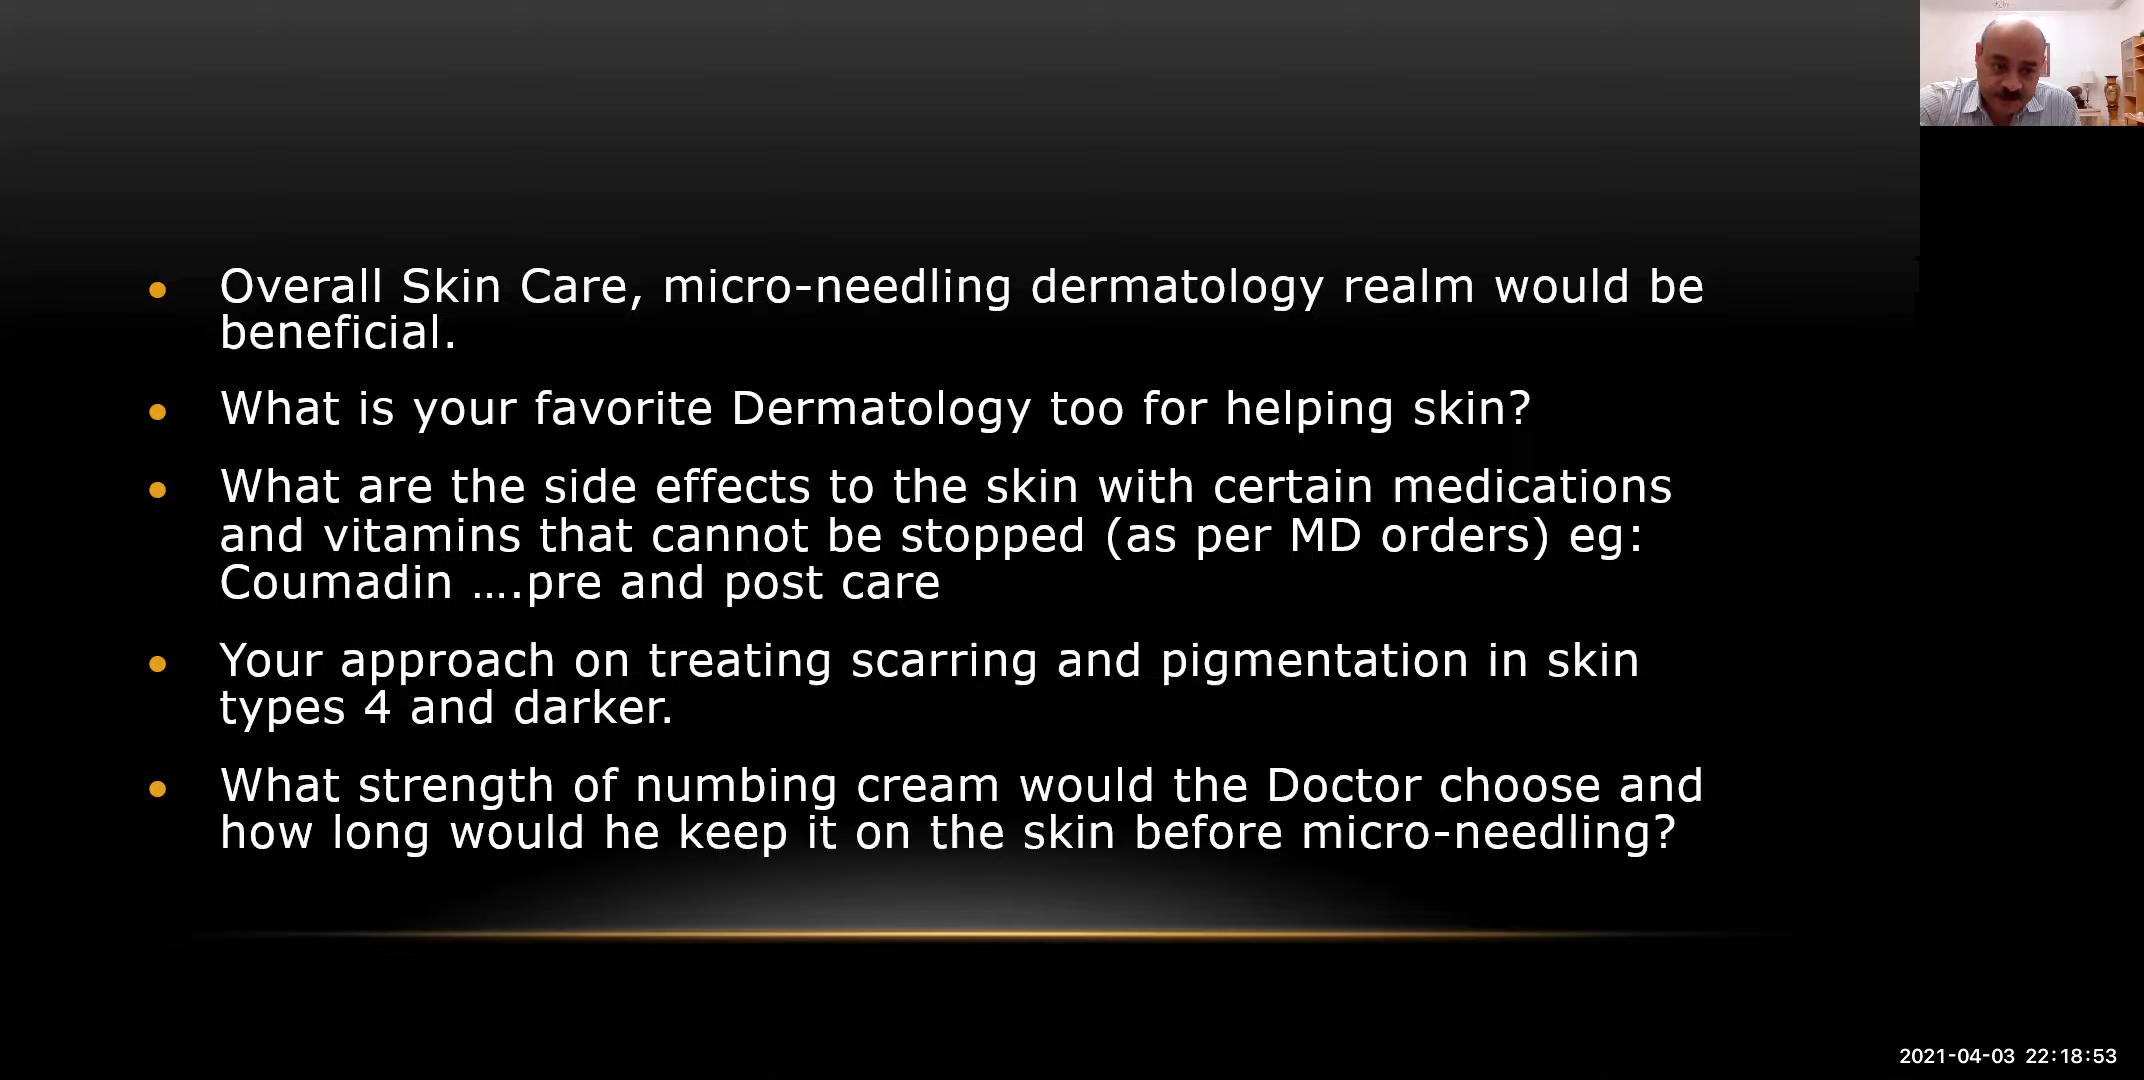 Overall Skin Care, micro-needling dermatology realm would be
beneficial.
What is your favorite Dermatology too for helping skin?
What are the side effects to the skin with certain medications
and vitamins that cannot be stopped (as per MD orders) eg:
Coumadin ....pre and post care
Your approach on treating scarring and pigmentation in skin
types 4 and darker.
What strength of numbing cream would the Doctor choose and
how long would he keep it on the skin before micro-needling?
2021-04-03 22:18:53